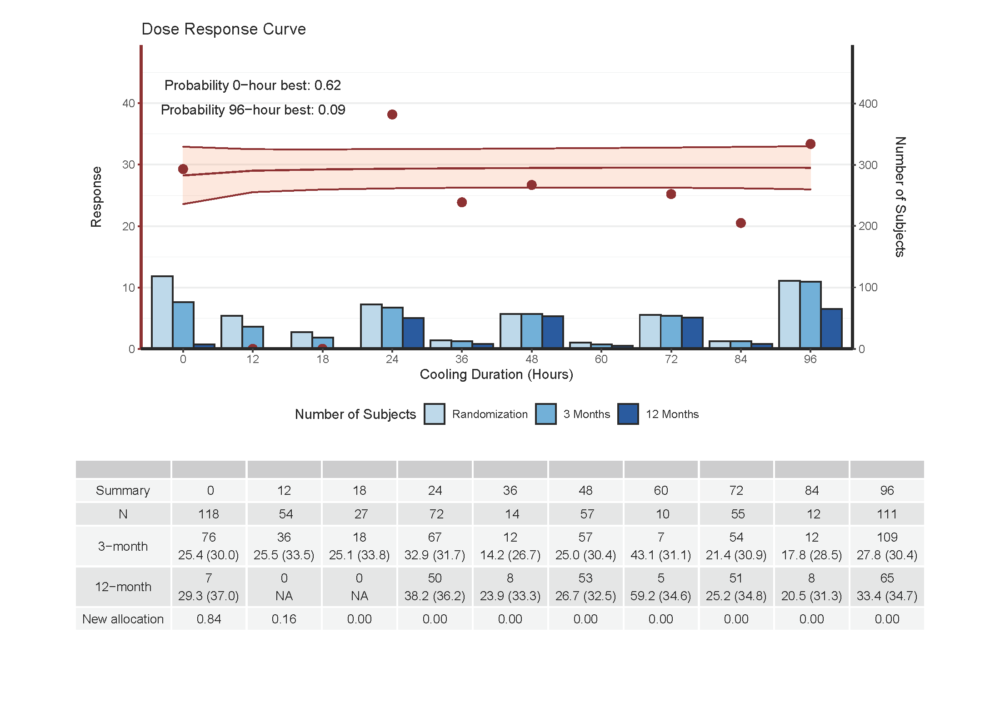 Dose Response Curve
Probability 0−hour best: 0.62
Probability 96−hour best: 0.09
40
30
20
10
0
Response
400
300
200
100
0
Number of Subjects
0 12 18 24 36 48 60 72 84 96
Cooling Duration (Hours)
Number of Subjects Randomization 3 Months 12 Months
Summary 0 12 18 24 36 48 60 72 84 96
N 118 54 27 72 14 57 10 55 12 111
3−month
76 36 18 67 12 57 7 54 12 109
25.4 (30.0) 25.5 (33.5) 25.1 (33.8) 32.9 (31.7) 14.2 (26.7) 25.0 (30.4) 43.1 (31.1) 21.4 (30.9) 17.8 (28.5) 27.8 (30.4)
12−month
7 0 0 50 8 53 5 51 8 65
29.3 (37.0) NA NA 38.2 (36.2) 23.9 (33.3) 26.7 (32.5) 59.2 (34.6) 25.2 (34.8) 20.5 (31.3) 33.4 (34.7)
New allocation 0.84 0.16 0.00 0.00 0.00 0.00 0.00 0.00 0.00 0.00